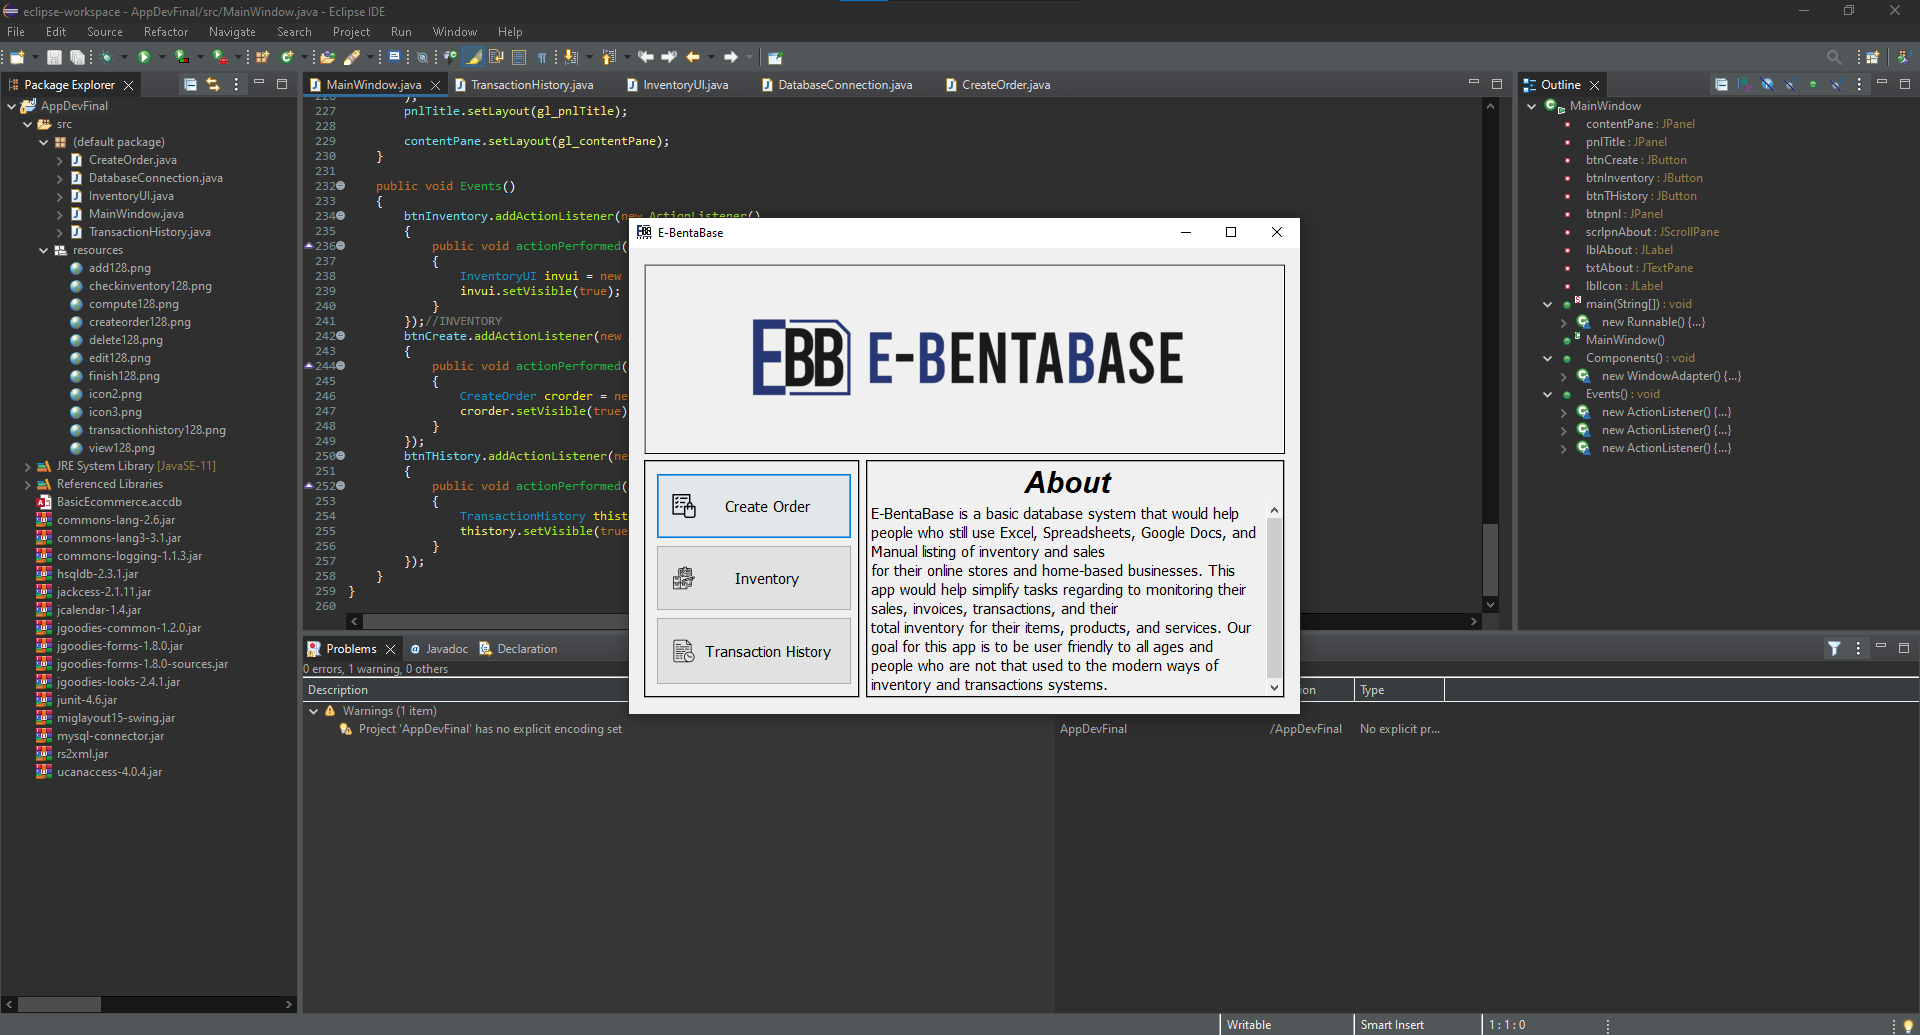 eclipse-workspace - AppDevFinal/src/MainWindow.java - Eclipse IDE
File Edit Source Refactor Navigate Search Project Run Window Help
Package Explorer
AppDevFinal
src
(default package)
CreateOrder.java
DatabaseConnection.java
InventoryUI.java
MainWindow.java
TransactionHistory.java
resources
add128.png
checkinventory128.png
compute128.png
createorder128.png
delete128.png
edit128.png
finish128.png
icon2.png
icon3.png
transactionhistory128.png
view128.png
JRE System Library [JavaSE-11]
Referenced Libraries
BasicEcommerce.accdb
commons-lang-2.6.jar
commons-lang3-3.1.jar
commons-logging-1.1.3.jar
hsqldb-2.3.1.jar
jackcess-2.1.11.jar
jcalendar-1.4.jar
jgoodies-common-1.2.0.jar
jgoodies-forms-1.8.0.jar
jgoodies-forms-1.8.0-sources.jar
jgoodies-looks-2.4.1.jar
junit-4.6.jar
miglayout15-swing.jar
mysql-connector.jar
rs2xml.jar
ucanaccess-4.0.4.jar
MainWindow.java TransactionHistory.java InventoryUI.java DatabaseConnection.java CreateOrder.java
226 );
227 pnlTitle.setLayout(gl_pnlTitle);
228
229 contentPane.setLayout(gl_contentPane);
230 }
231
232 public void Events()
233 {
234 btnInventory.addActionListener(new ActionListener()
235 {
236 public void actionPerformed(
237 {
238 InventoryUI invui = new
239 invui.setVisible(true);
240 }
241 });//INVENTORY
242 btnCreate.addActionListener(new
243 {
244 public void actionPerformed(
245 {
246 CreateOrder crorder = ne
247 crorder.setVisible(true)
248 }
249 });
250 btnTHistory.addActionListener(ne
251 {
252 public void actionPerformed(
253 {
254 TransactionHistory thist
255 thistory.setVisible(true
256 }
257 });
258 }
259 }
260
E-BentaBase
EBB E-BENTABASE
Create Order
Inventory
Transaction History
About
E-BentaBase is a basic database system that would help
people who still use Excel, Spreadsheets, Google Docs, and
Manual listing of inventory and sales
for their online stores and home-based businesses. This
app would help simplify tasks regarding to monitoring their
sales, invoices, transactions, and their
total inventory for their items, products, and services. Our
goal for this app is to be user friendly to all ages and
people who are not that used to the modern ways of
inventory and transactions systems.
Outline
MainWindow
contentPane : JPanel
pnlTitle : JPanel
btnCreate : JButton
btnInventory : JButton
btnTHistory : JButton
btnpnl : JPanel
scrlpnAbout : JScrollPane
lblAbout : JLabel
txtAbout : JTextPane
lblIcon : JLabel
main(String[]) : void
new Runnable() {...}
MainWindow()
Components() : void
new WindowAdapter() {...}
Events() : void
new ActionListener() {...}
new ActionListener() {...}
new ActionListener() {...}
Problems Javadoc Declaration
0 errors, 1 warning, 0 others
Description ion Type
Warnings (1 item)
Project 'AppDevFinal' has no explicit encoding set AppDevFinal /AppDevFinal No explicit pr...
Writable Smart Insert 1 : 1 : 0